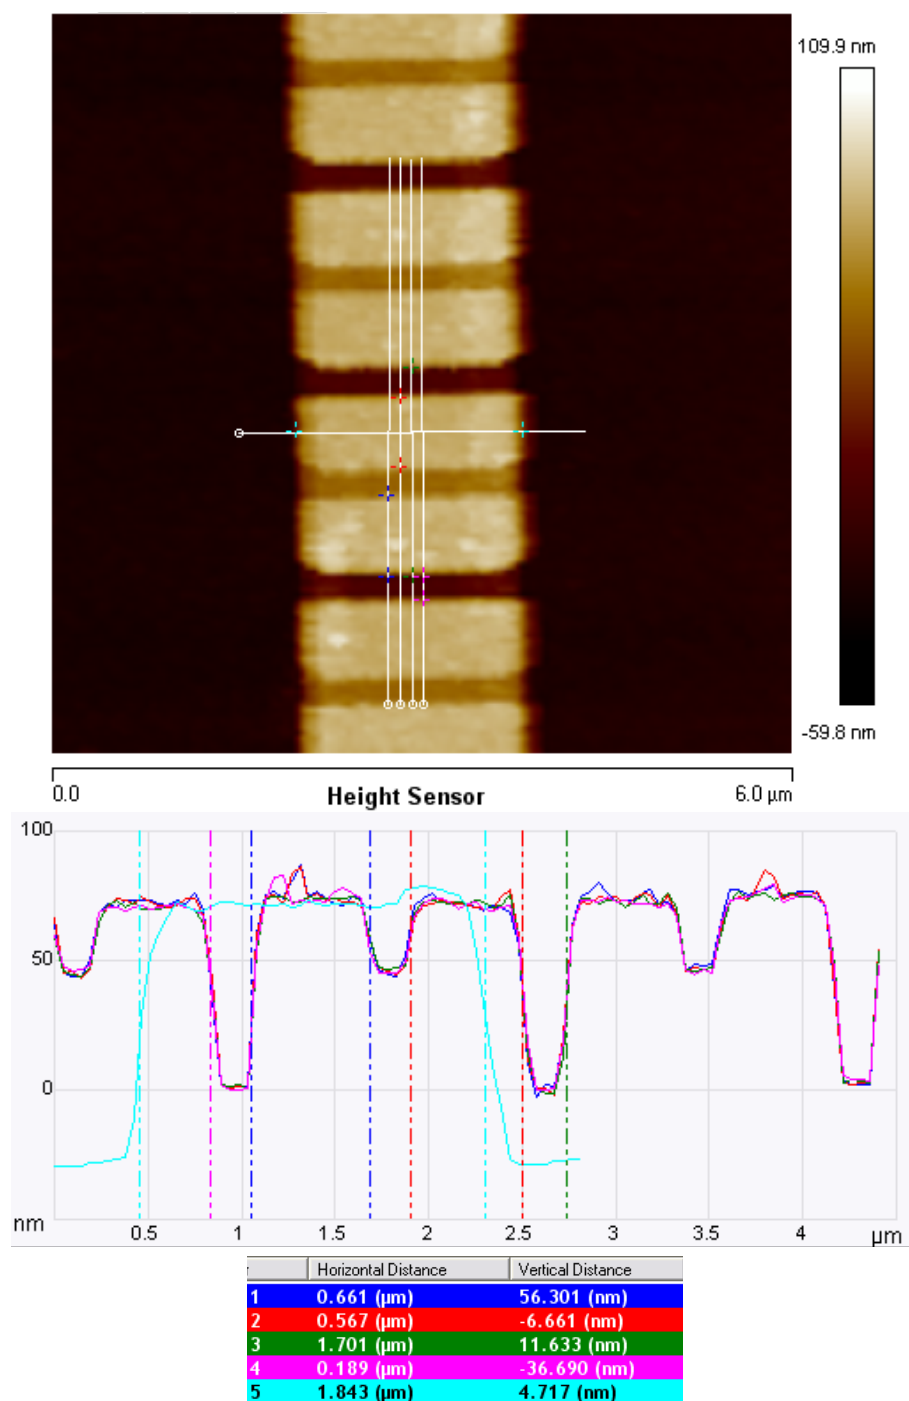 109.9 nm
-59.8 nm
0.0 Height Sensor 6.0 µm
100
50
0
nm 0.5 1 1.5 2 2.5 3 3.5 4 µm
Horizontal Distance Vertical Distance
1 0.661 (µm) 56.301 (nm)
2 0.567 (µm) -6.661 (nm)
3 1.701 (µm) 11.633 (nm)
4 0.189 (µm) -36.690 (nm)
5 1.843 (µm) 4.717 (nm)